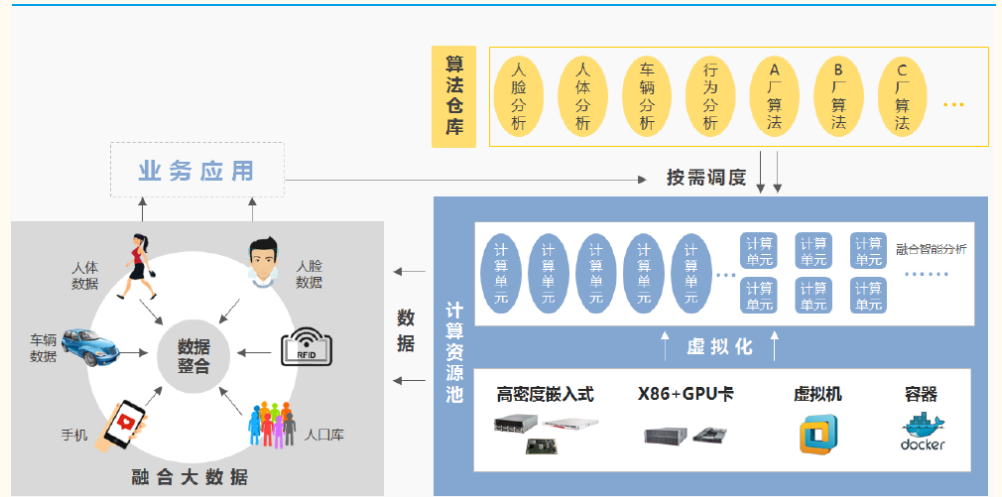 算法仓库
人脸分析
人体分析
车辆分析
行为分析
A厂算法
B厂算法
C厂算法
...
业务应用
按需调度
人体
数据
人脸
数据
车辆
数据
RFID
数据
整合
手机
人口库
融合大数据
数据
计算资源池
计算单元
计算单元
计算单元
计算单元
计算单元
...
计算
单元
计算
单元
计算
单元
计算
单元
计算
单元
计算
单元
融合智能分析
......
虚拟化
高密度嵌入式
X86+GPU卡
虚拟机
容器
docker